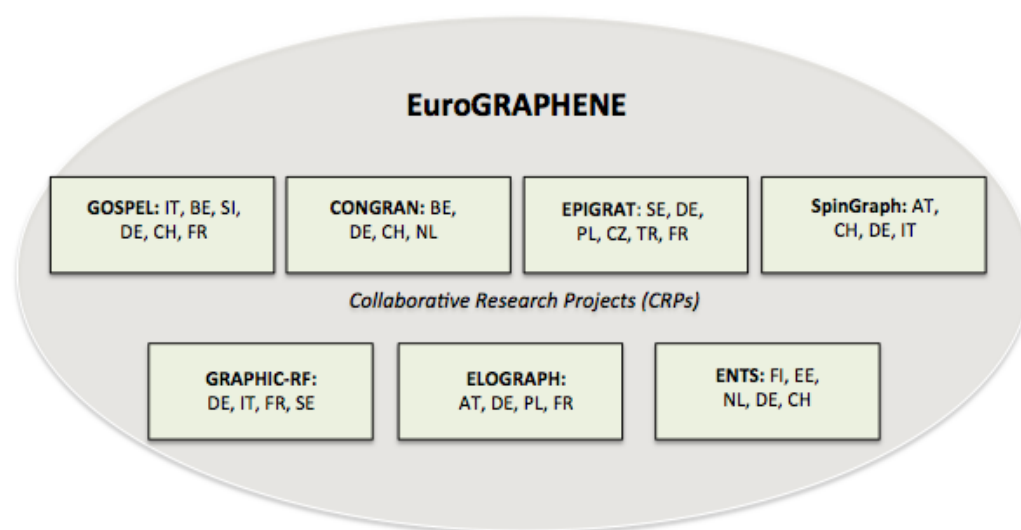 EuroGRAPHENE
GOSPEL: IT, BE, SI,
DE, CH, FR
CONGRAN: BE,
DE, CH, NL
EPIGRAT: SE, DE,
PL, CZ, TR, FR
SpinGraph: AT,
CH, DE, IT
Collaborative Research Projects (CRPs)
GRAPHIC-RF:
DE, IT, FR, SE
ELOGRAPH:
AT, DE, PL, FR
ENTS: FI, EE,
NL, DE, CH